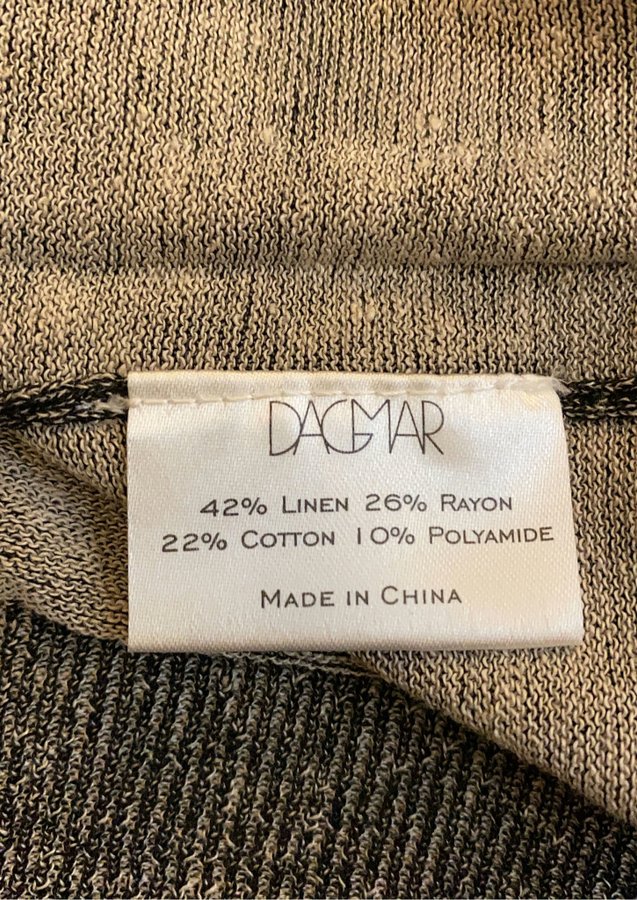 DAGMAR
42% LINEN 26% RAYON
22% COTTON 10% POLYAMIDE
MADE IN CHINA